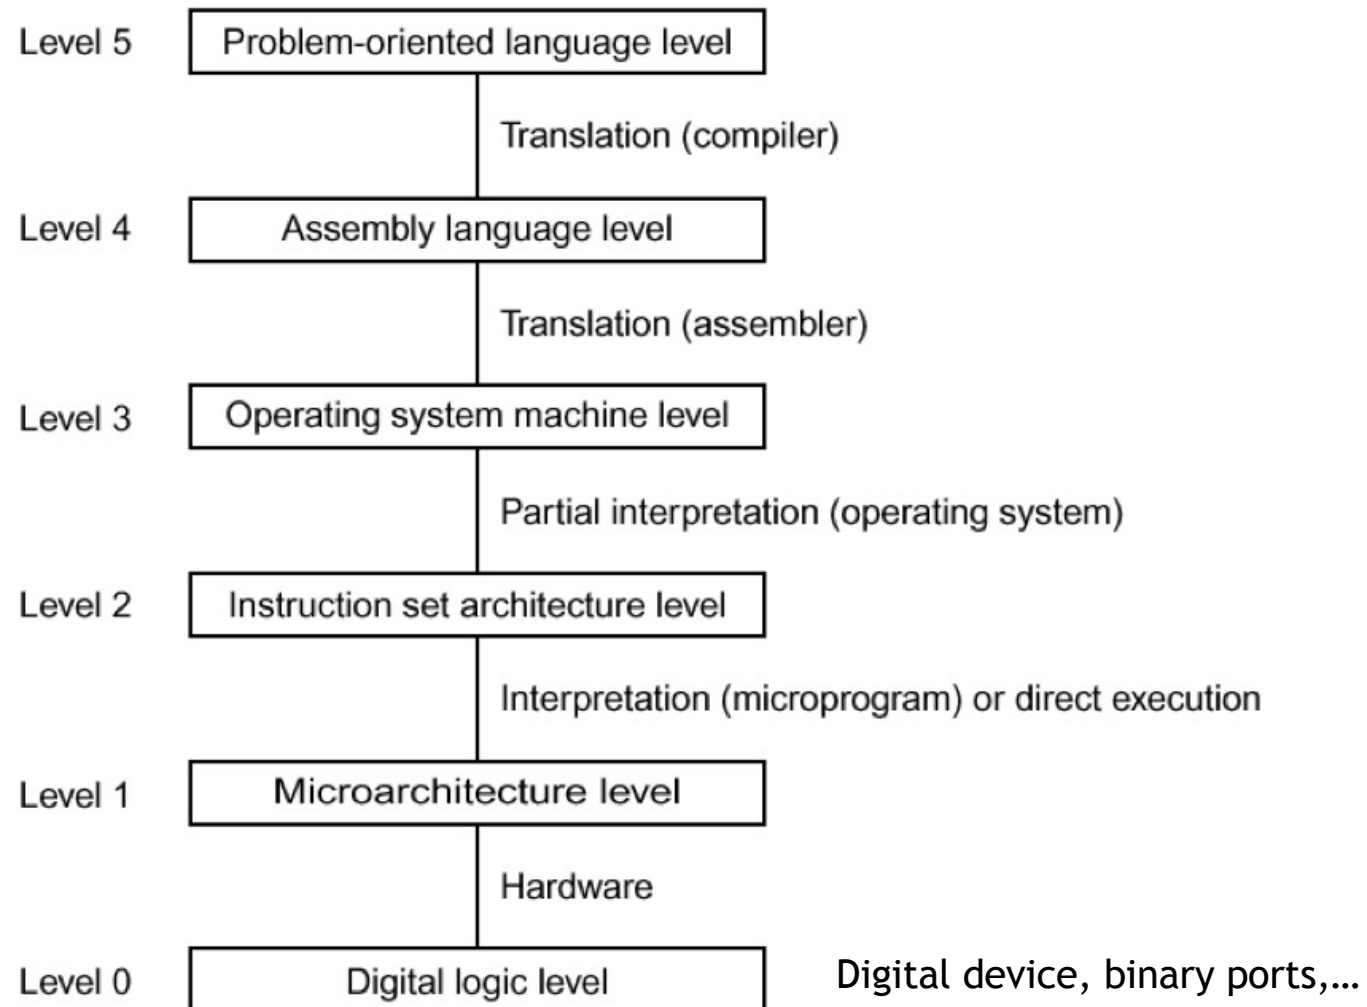 Level 5 Problem-oriented language level
Translation (compiler)
Level 4 Assembly language level
Translation (assembler)
Level 3 Operating system machine level
Partial interpretation (operating system)
Level 2 Instruction set architecture level
Interpretation (microprogram) or direct execution
Level 1 Microarchitecture level
Hardware
Level 0 Digital logic level Digital device, binary ports,…